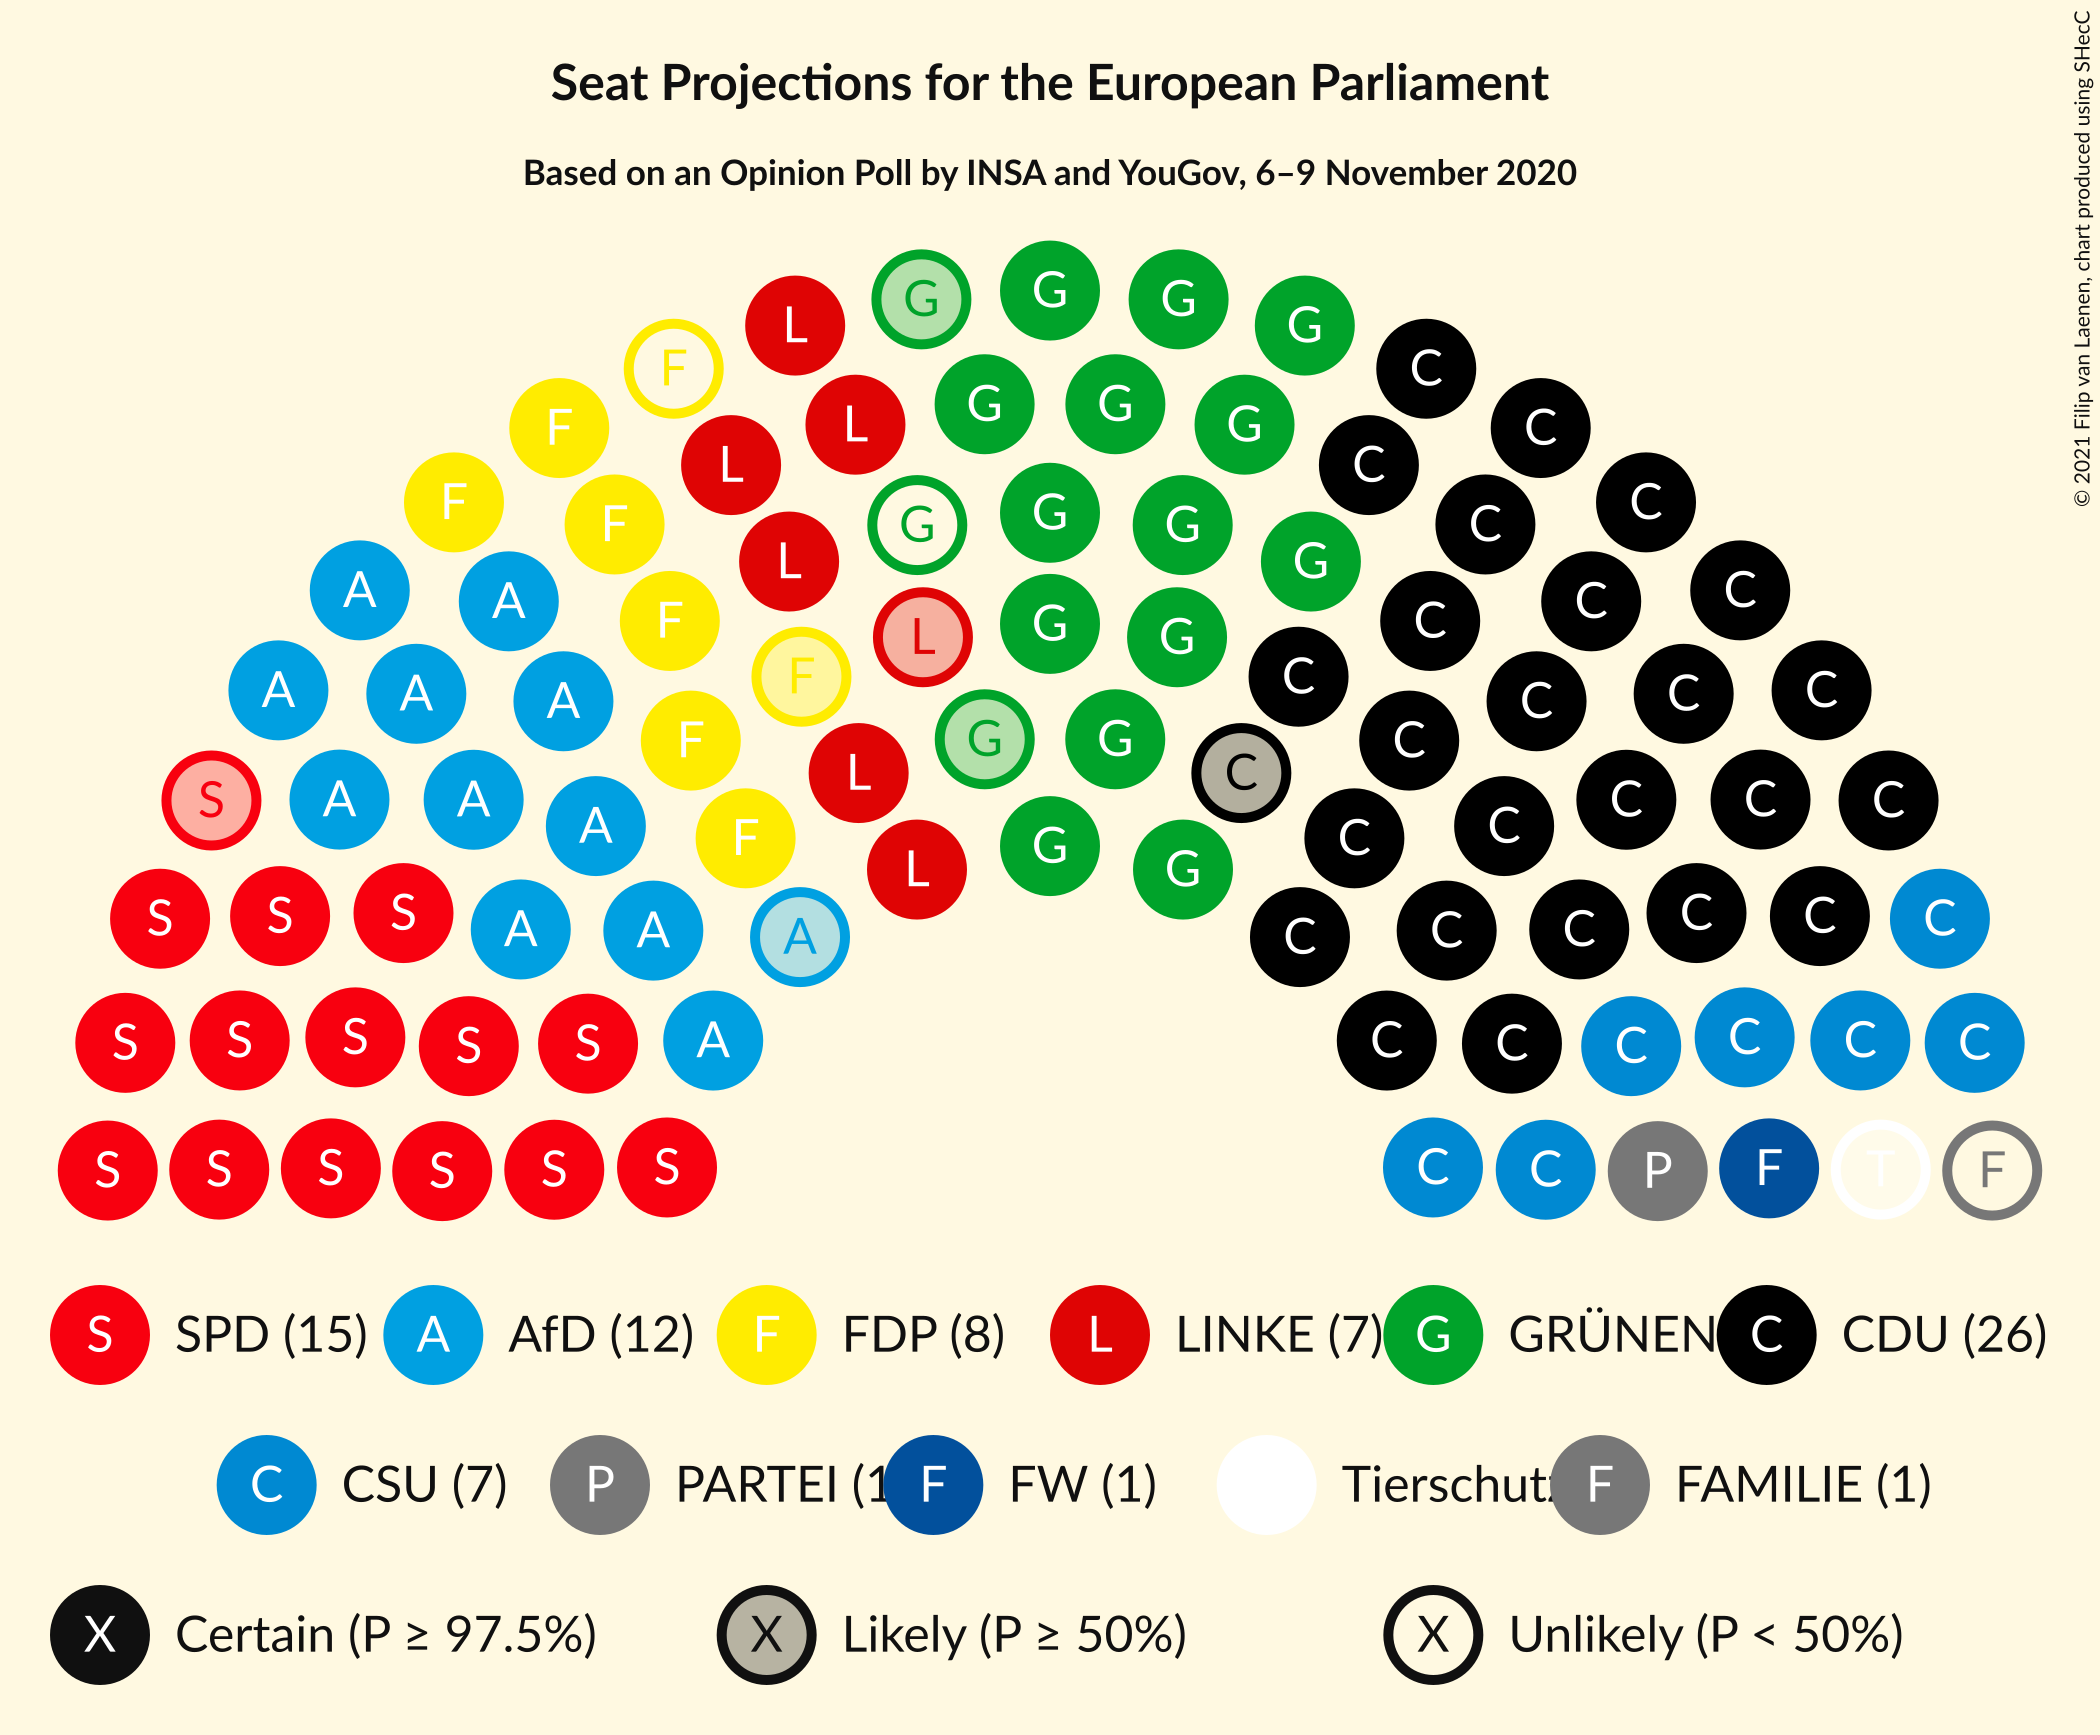 Seat Projections for the European Parliament
Based on an Opinion Poll by INSA and YouGov, 6–9 November 2020
© 2021 Filip van Laenen, chart produced using SHecC
L G G G G
F C
F L G G G C
F L C C
F G G G C
A A L G C C
F L G G C
A A A F C C C C
F G G C
S A A L C C C C
A F G C C
L G
S S S A A A C C C C C C
S S S S S A C C C C C C
S S S S S S C C P F T F
S SPD (15) A AfD (12) F FDP (8) L LINKE (7) G GRÜNEN C CDU (26)
C CSU (7) P PARTEI (1 F FW (1) Tierschutz F FAMILIE (1)
X Certain (P ≥ 97.5%) X Likely (P ≥ 50%) X Unlikely (P < 50%)